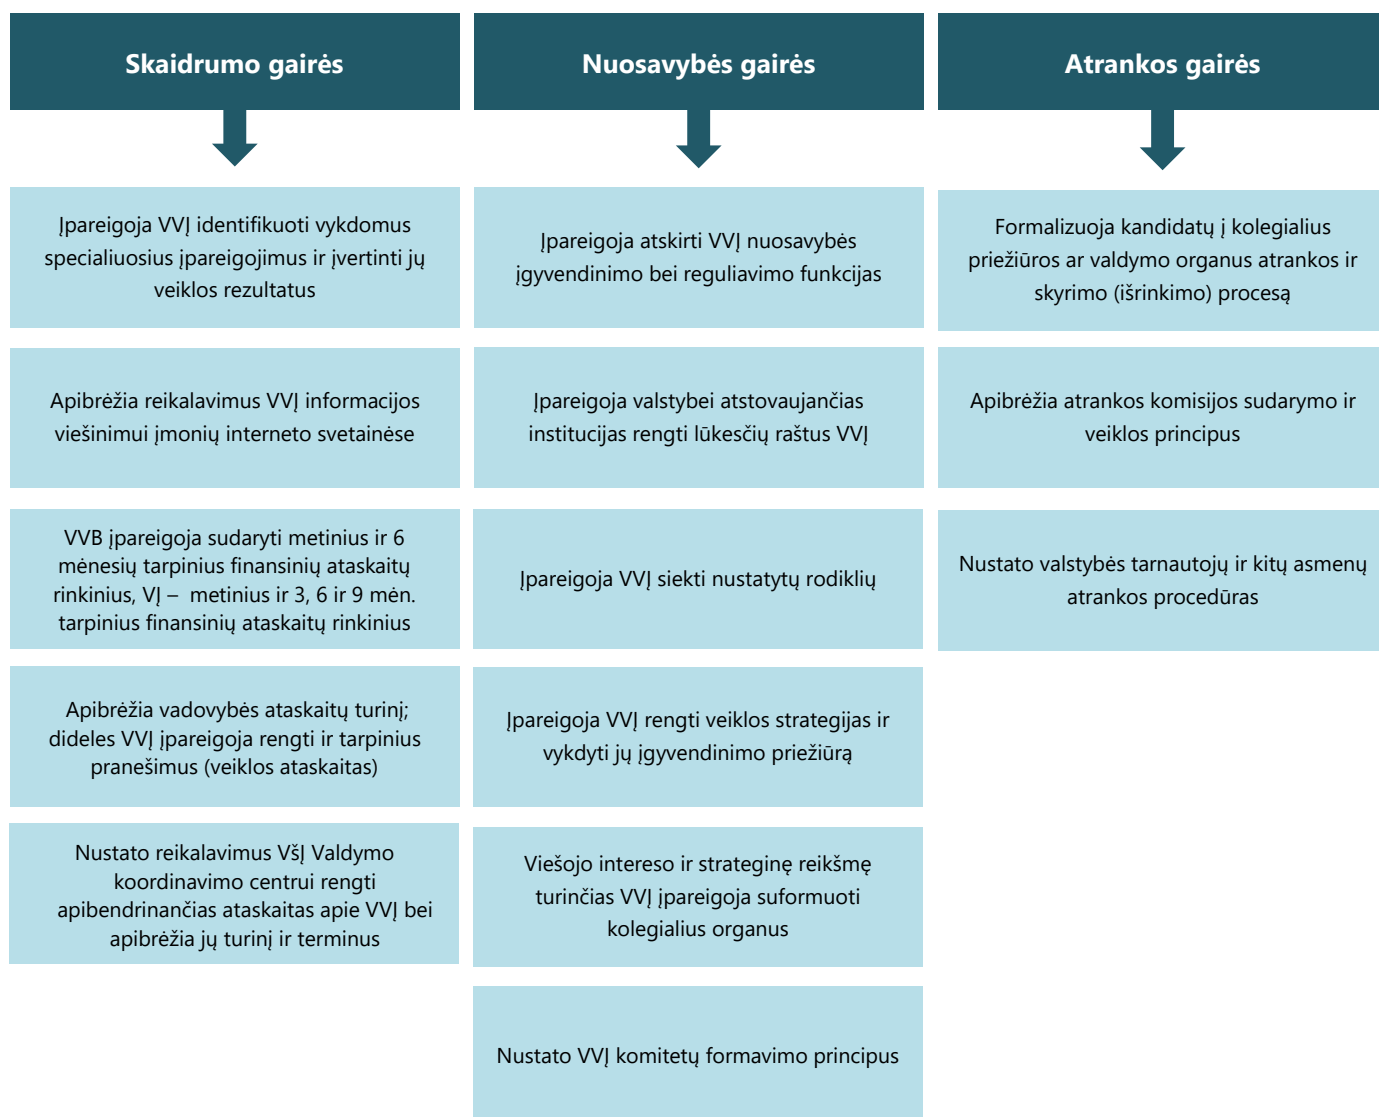 Skaidrumo gairės
Įpareigoja VVĮ identifikuoti vykdomus
specialiuosius įpareigojimus ir įvertinti jų
veiklos rezultatus
Apibrėžia reikalavimus VVĮ informacijos
viešinimui įmonių interneto svetainėse
VVB įpareigoja sudaryti metinius ir 6
mėnesių tarpinius finansinių ataskaitų
rinkinius, VĮ – metinius ir 3, 6 ir 9 mėn.
tarpinius finansinių ataskaitų rinkinius
Apibrėžia vadovybės ataskaitų turinį;
dideles VVĮ įpareigoja rengti ir tarpinius
pranešimus (veiklos ataskaitas)
Nustato reikalavimus VšĮ Valdymo
koordinavimo centrui rengti
apibendrinančias ataskaitas apie VVĮ bei
apibrėžia jų turinį ir terminus
Nuosavybės gairės
Įpareigoja atskirti VVĮ nuosavybės
įgyvendinimo bei reguliavimo funkcijas
Įpareigoja valstybei atstovaujančias
institucijas rengti lūkesčių raštus VVĮ
Įpareigoja VVĮ siekti nustatytų rodiklių
Įpareigoja VVĮ rengti veiklos strategijas ir
vykdyti jų įgyvendinimo priežiūrą
Viešojo intereso ir strateginę reikšmę
turinčias VVĮ įpareigoja suformuoti
kolegialius organus
Nustato VVĮ komitetų formavimo principus
Atrankos gairės
Formalizuoja kandidatų į kolegialius
priežiūros ar valdymo organus atrankos ir
skyrimo (išrinkimo) procesą
Apibrėžia atrankos komisijos sudarymo ir
veiklos principus
Nustato valstybės tarnautojų ir kitų asmenų
atrankos procedūras